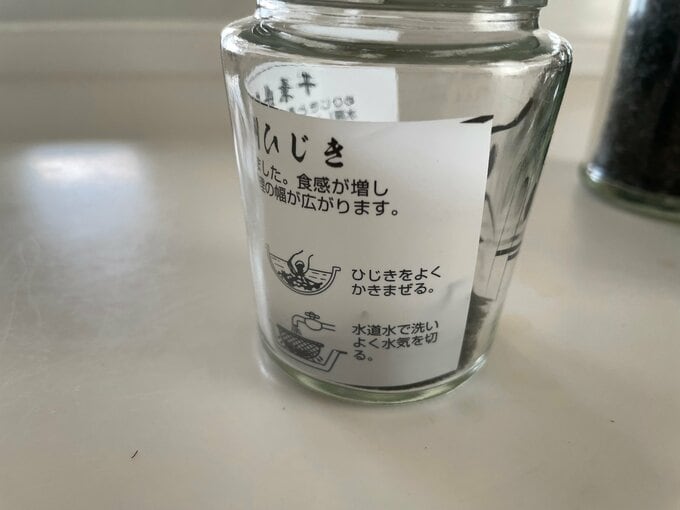 ひじき
ました。食感が増し
の幅が広がります。
ひじきをよく
かきまぜる。
水道水で洗い
よく水気を切
る。